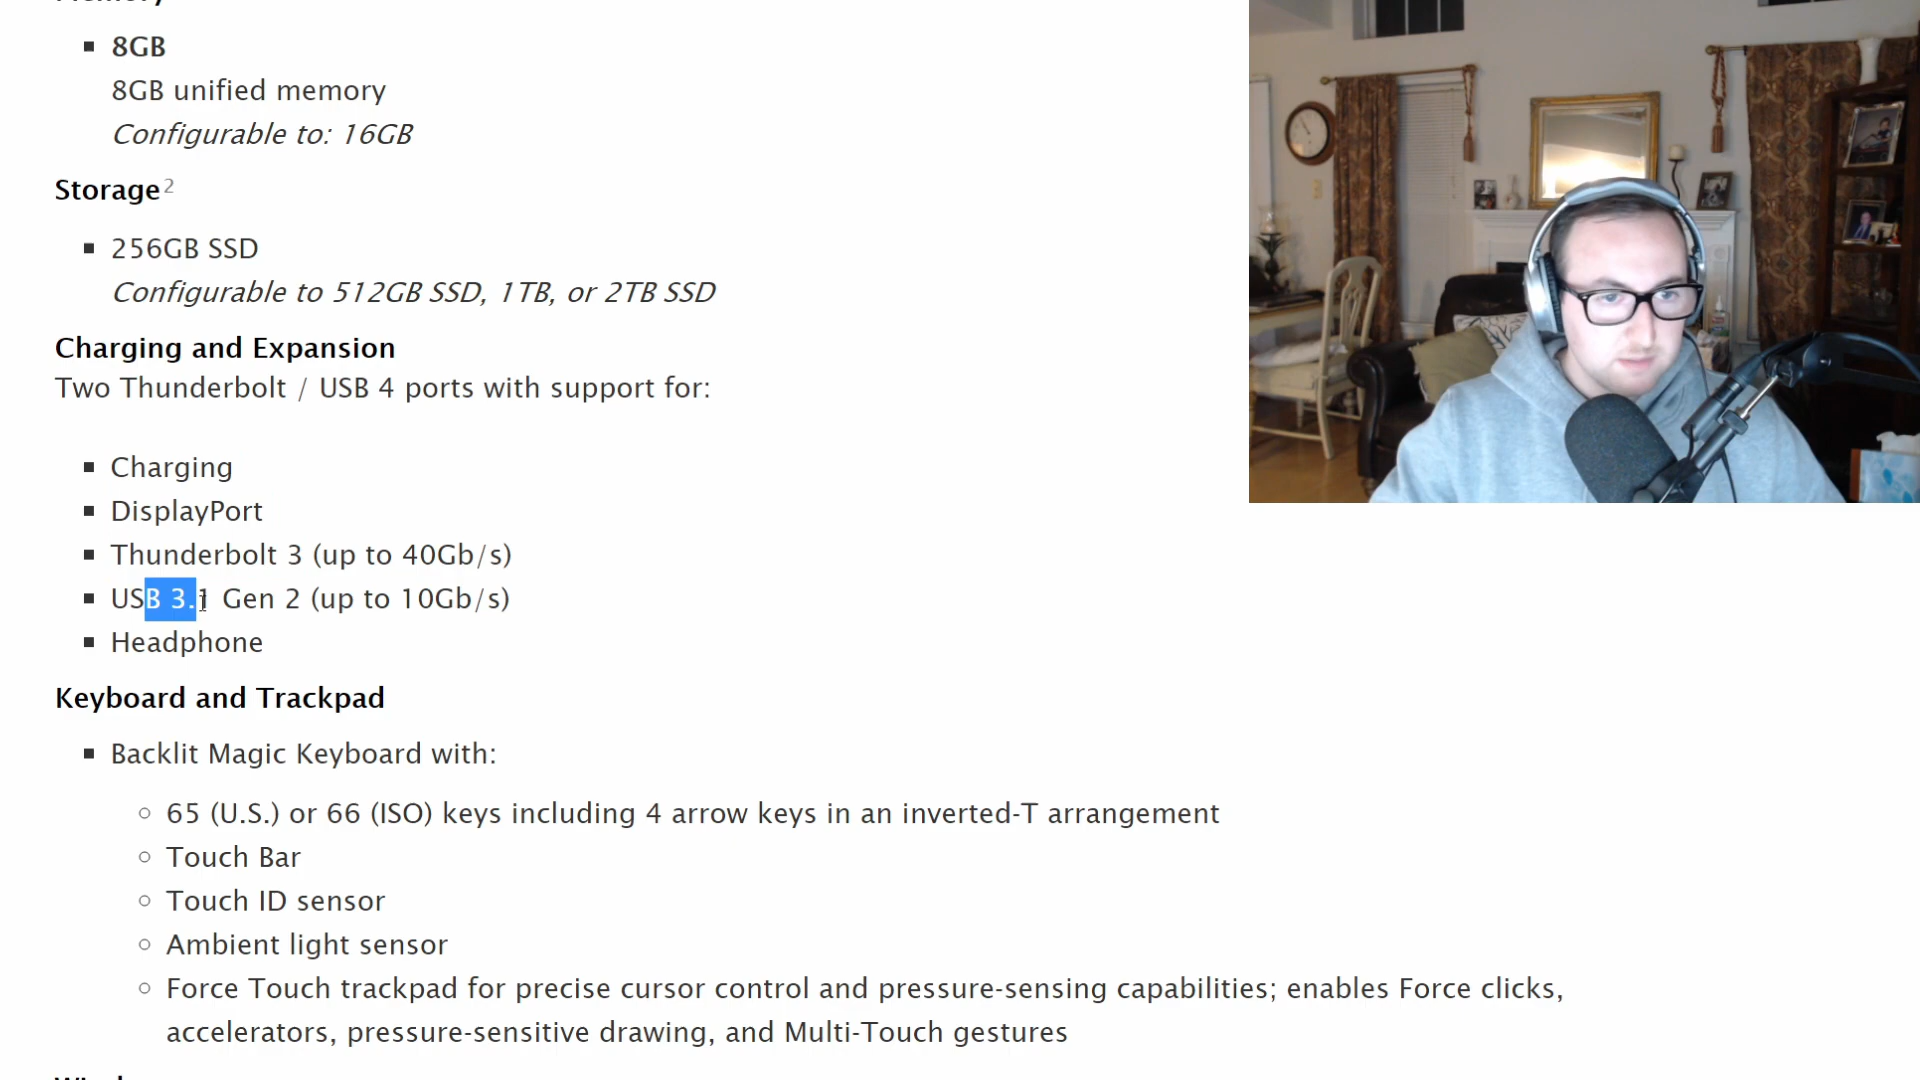 8GB
8GB unified memory
Configurable to: 16GB
Storage2
256GB SSD
Configurable to 512GB SSD, 1TB, or 2TB SSD
Charging and Expansion
Two Thunderbolt / USB 4 ports with support for:
Charging
DisplayPort
Thunderbolt 3 (up to 40Gb/s)
USB 3.1 Gen 2 (up to 10Gb/s)
Headphone
Keyboard and Trackpad
Backlit Magic Keyboard with:
65 (U.S.) or 66 (ISO) keys including 4 arrow keys in an inverted-T arrangement
Touch Bar
Touch ID sensor
Ambient light sensor
Force Touch trackpad for precise cursor control and pressure-sensing capabilities; enables Force clicks,
accelerators, pressure-sensitive drawing, and Multi-Touch gestures